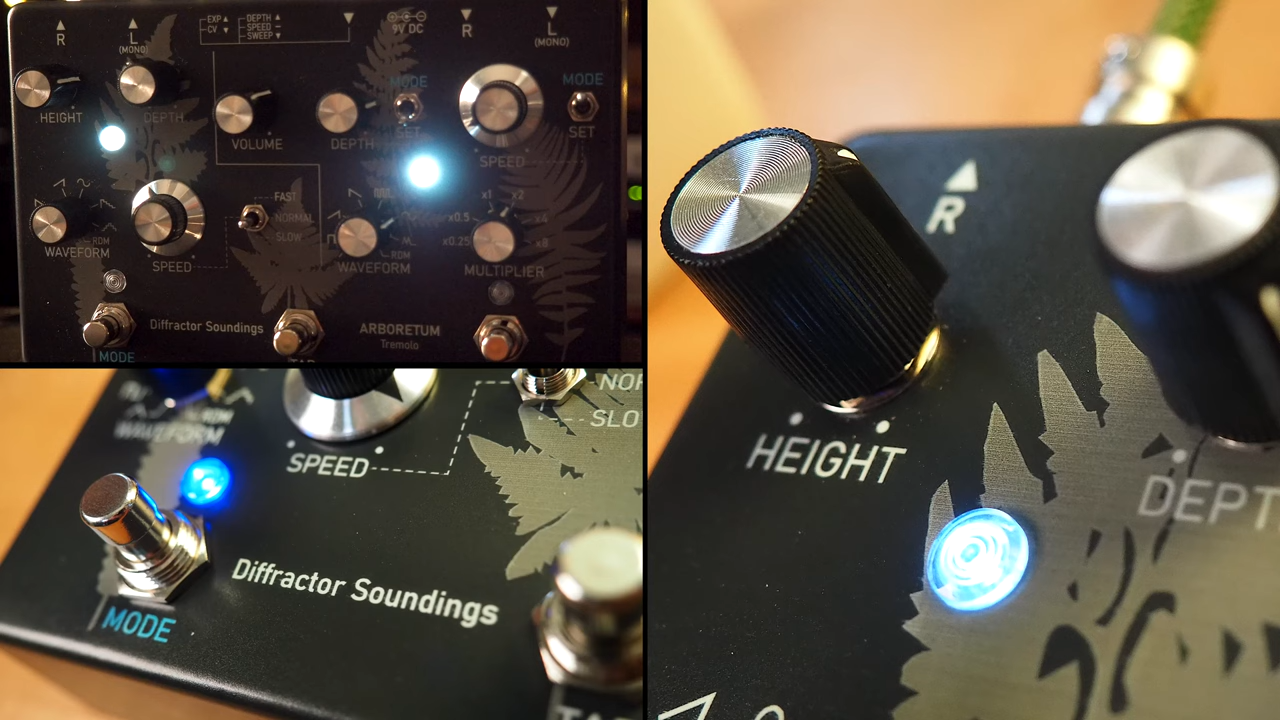 R
L
(MONO)
EXP ▲
CV ▼
DEPTH ▲
SPEED
SWEEP ▼
9V DC
R
L
(MONO)
MODE
SET
MODE
SET
HEIGHT
DEPTH
VOLUME
DEPTH
SPEED
FAST
NORMAL
SLOW
x1
x2
x0.5
x4
x0.25
x8
RDM
WAVEFORM
SPEED
RDM
WAVEFORM
MULTIPLIER
Diffractor Soundings
ARBORETUM
Tremolo
MODE
RDM
WAVEFORM
SPEED
NOR
SLO
Diffractor Soundings
MODE
R
HEIGHT
DEPT